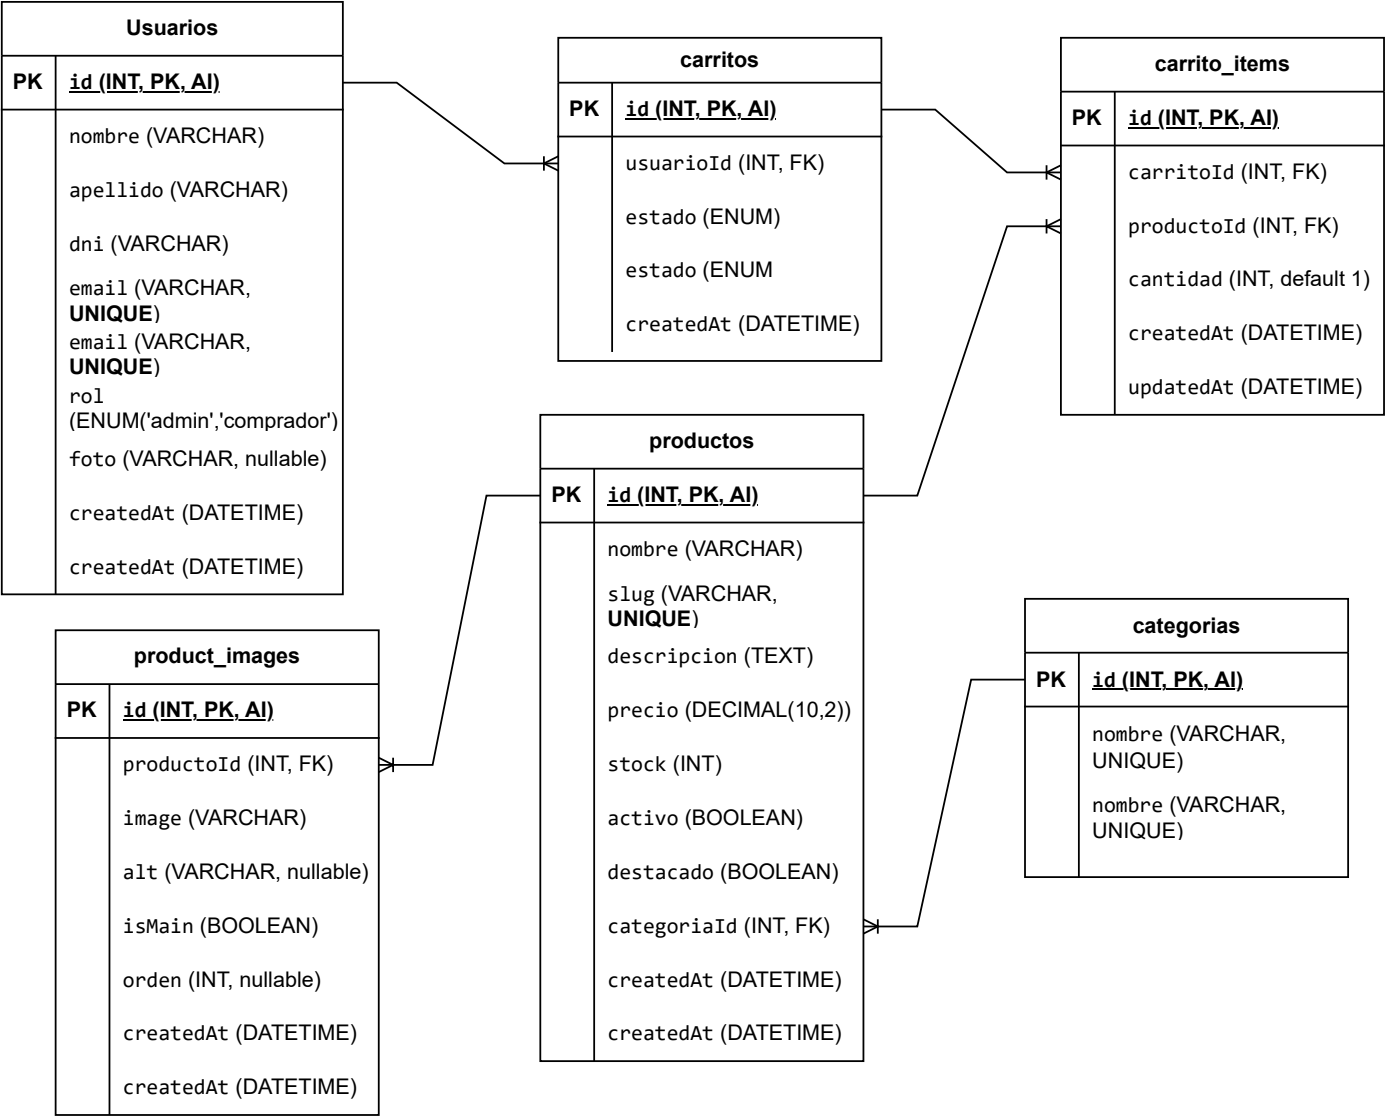 Usuarios
PK id (INT, PK, AI)
nombre (VARCHAR)
apellido (VARCHAR)
dni (VARCHAR)
email (VARCHAR,
UNIQUE)
email (VARCHAR,
UNIQUE)
rol
(ENUM('admin','comprador')
foto (VARCHAR, nullable)
createdAt (DATETIME)
createdAt (DATETIME)
carritos
PK id (INT, PK, AI)
usuarioId (INT, FK)
estado (ENUM)
estado (ENUM
createdAt (DATETIME)
carrito_items
PK id (INT, PK, AI)
carritoId (INT, FK)
productoId (INT, FK)
cantidad (INT, default 1)
createdAt (DATETIME)
updatedAt (DATETIME)
productos
PK id (INT, PK, AI)
nombre (VARCHAR)
slug (VARCHAR,
UNIQUE)
descripcion (TEXT)
precio (DECIMAL(10,2))
stock (INT)
activo (BOOLEAN)
destacado (BOOLEAN)
categoriaId (INT, FK)
createdAt (DATETIME)
createdAt (DATETIME)
product_images
PK id (INT, PK, AI)
productoId (INT, FK)
image (VARCHAR)
alt (VARCHAR, nullable)
isMain (BOOLEAN)
orden (INT, nullable)
createdAt (DATETIME)
createdAt (DATETIME)
categorias
PK id (INT, PK, AI)
nombre (VARCHAR,
UNIQUE)
nombre (VARCHAR,
UNIQUE)